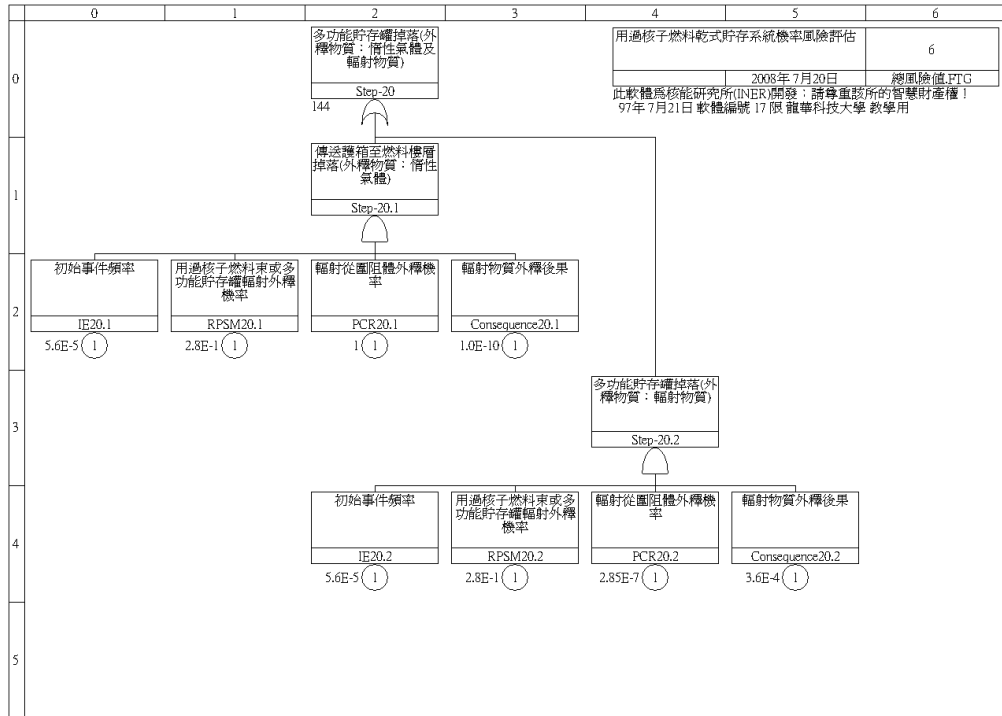 0 1 2 3 4 5 6
0
多功能貯存罐掉落(外
釋物質：惰性氣體及
輻射物質)
Step-20
144
用過核子燃料乾式貯存系統機率風險評估
6
2008年7月20日
總風險值.FTG
此軟體為核能研究所(INER)開發；請尊重該所的智慧財產權！
97年7月21日 軟體編號 17 限 龍華科技大學 教學用
1
傳送護箱至燃料樓層
掉落(外釋物質：惰性
氣體)
Step-20.1
2
初始事件頻率
IE20.1
5.6E-5 1
用過核子燃料束或多
功能貯存罐輻射外釋
機率
RPSM20.1
2.8E-1 1
輻射從圍阻體外釋機
率
PCR20.1
1 1
輻射物質外釋後果
Consequence20.1
1.0E-10 1
3
多功能貯存罐掉落(外
釋物質：輻射物質)
Step-20.2
4
初始事件頻率
IE20.2
5.6E-5 1
用過核子燃料束或多
功能貯存罐輻射外釋
機率
RPSM20.2
2.8E-1 1
輻射從圍阻體外釋機
率
PCR20.2
2.85E-7 1
輻射物質外釋後果
Consequence20.2
3.6E-4 1
5